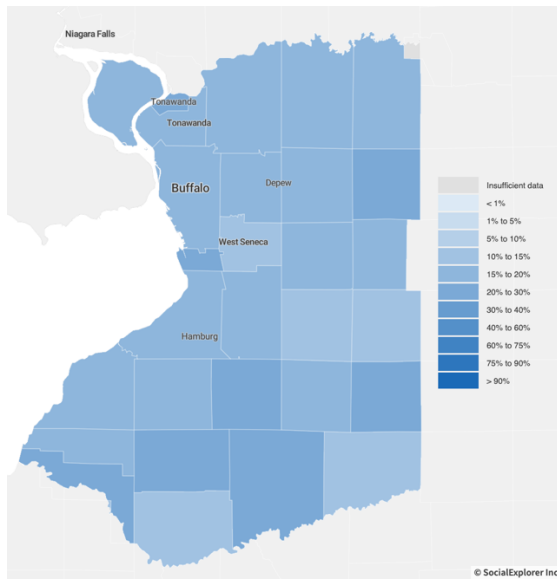 Niagara Falls
Tonawanda
Tonawanda
Buffalo
Depew
West Seneca
Hamburg
Insufficient data
< 1%
1% to 5%
5% to 10%
10% to 15%
15% to 20%
20% to 30%
30% to 40%
40% to 60%
60% to 75%
75% to 90%
> 90%
© SocialExplorer Inc